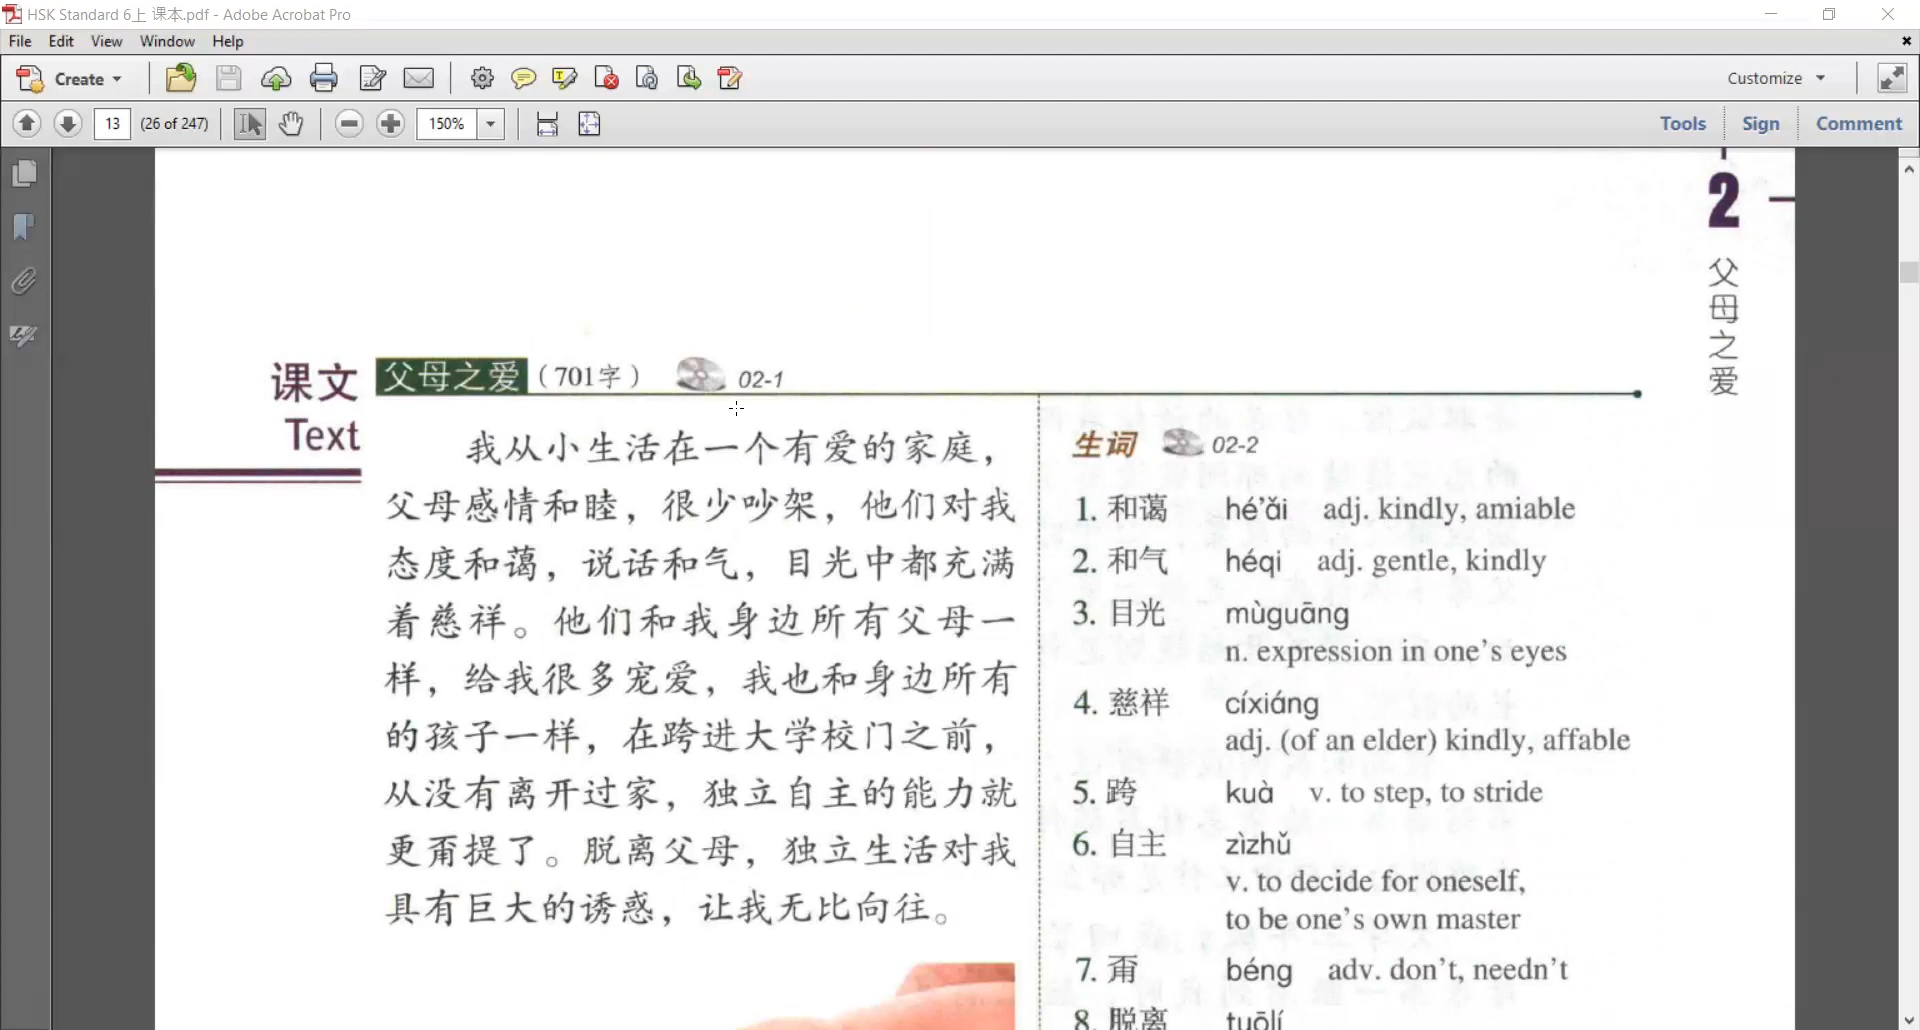 HSK Standard 6上 课本.pdf - Adobe Acrobat Pro
File Edit View Window Help
Create
Customize
13 (26 of 247)
150%
Tools Sign Comment
2
父母之爱
课文 父母之爱 (701字) 02-1
Text
我从小生活在一个有爱的家庭，
父母感情和睦，很少吵架，他们对我
态度和蔼，说话和气，目光中都充满
着慈祥。他们和我身边所有父母一
样，给我很多宠爱，我也和身边所有
的孩子一样，在跨进大学校门之前，
从没有离开过家，独立自主的能力就
更甭提了。脱离父母，独立生活对我
具有巨大的诱惑，让我无比向往。
生词 02-2
1. 和蔼 hé'ǎi adj. kindly, amiable
2. 和气 héqi adj. gentle, kindly
3. 目光 mùguāng
n. expression in one's eyes
4. 慈祥 cíxiáng
adj. (of an elder) kindly, affable
5. 跨 kuà v. to step, to stride
6. 自主 zìzhǔ
v. to decide for oneself,
to be one's own master
7. 甭 béng adv. don't, needn't
8. 脱离 tuōlí